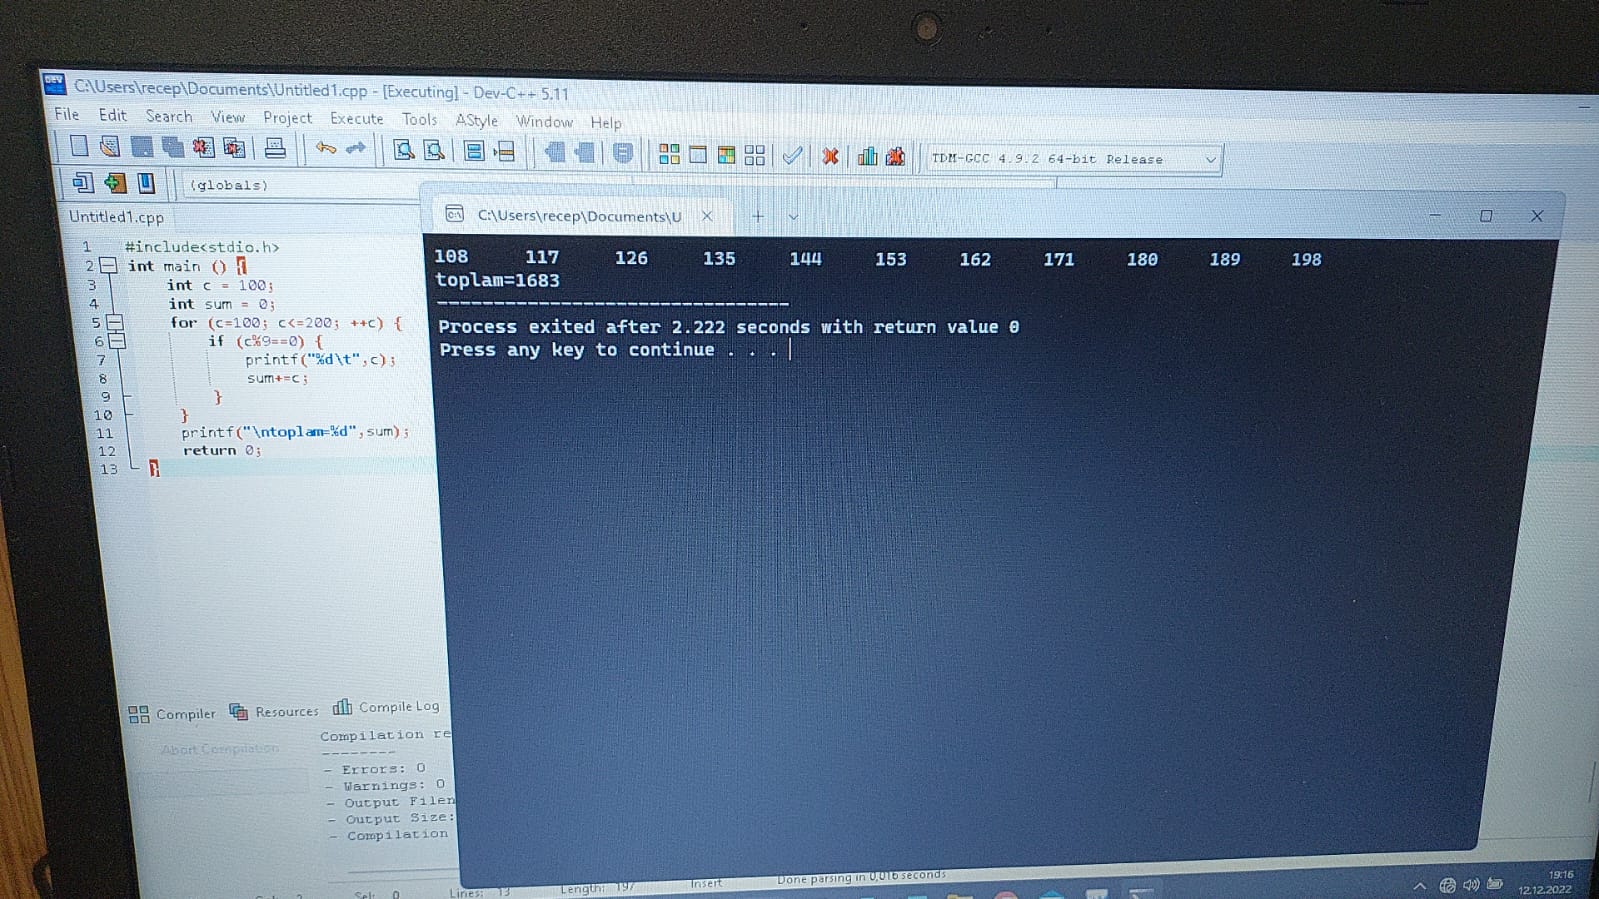 C:\Users\recep\Documents\Untitled1.cpp - [Executing] - Dev-C++ 5.11
File Edit Search View Project Execute Tools AStyle Window Help
TDM-GCC 4.9.2 64-bit Release
(globals)
Untitled1.cpp
1 #include<stdio.h>
2 int main () {
3 int c = 100;
4 int sum = 0;
5 for (c=100; c<=200; ++c) {
6 if (c%9==0) {
7 printf("%d\t",c);
8 sum+=c;
9 }
10 }
11 printf("\ntoplam=%d",sum);
12 return 0;
13 }
C:\Users\recep\Documents\U
108 117 126 135 144 153 162 171 180 189 198
toplam=1683
--------------------------------
Process exited after 2.222 seconds with return value 0
Press any key to continue . . .
Compiler Resources Compile Log
Abort Compilation
Compilation re
--------
- Errors: 0
- Warnings: 0
- Output Filen
- Output Size:
- Compilation
Sel: 0 Lines: 13 Length: 197 Insert Done parsing in 0,016 seconds
19:16
12.12.2022